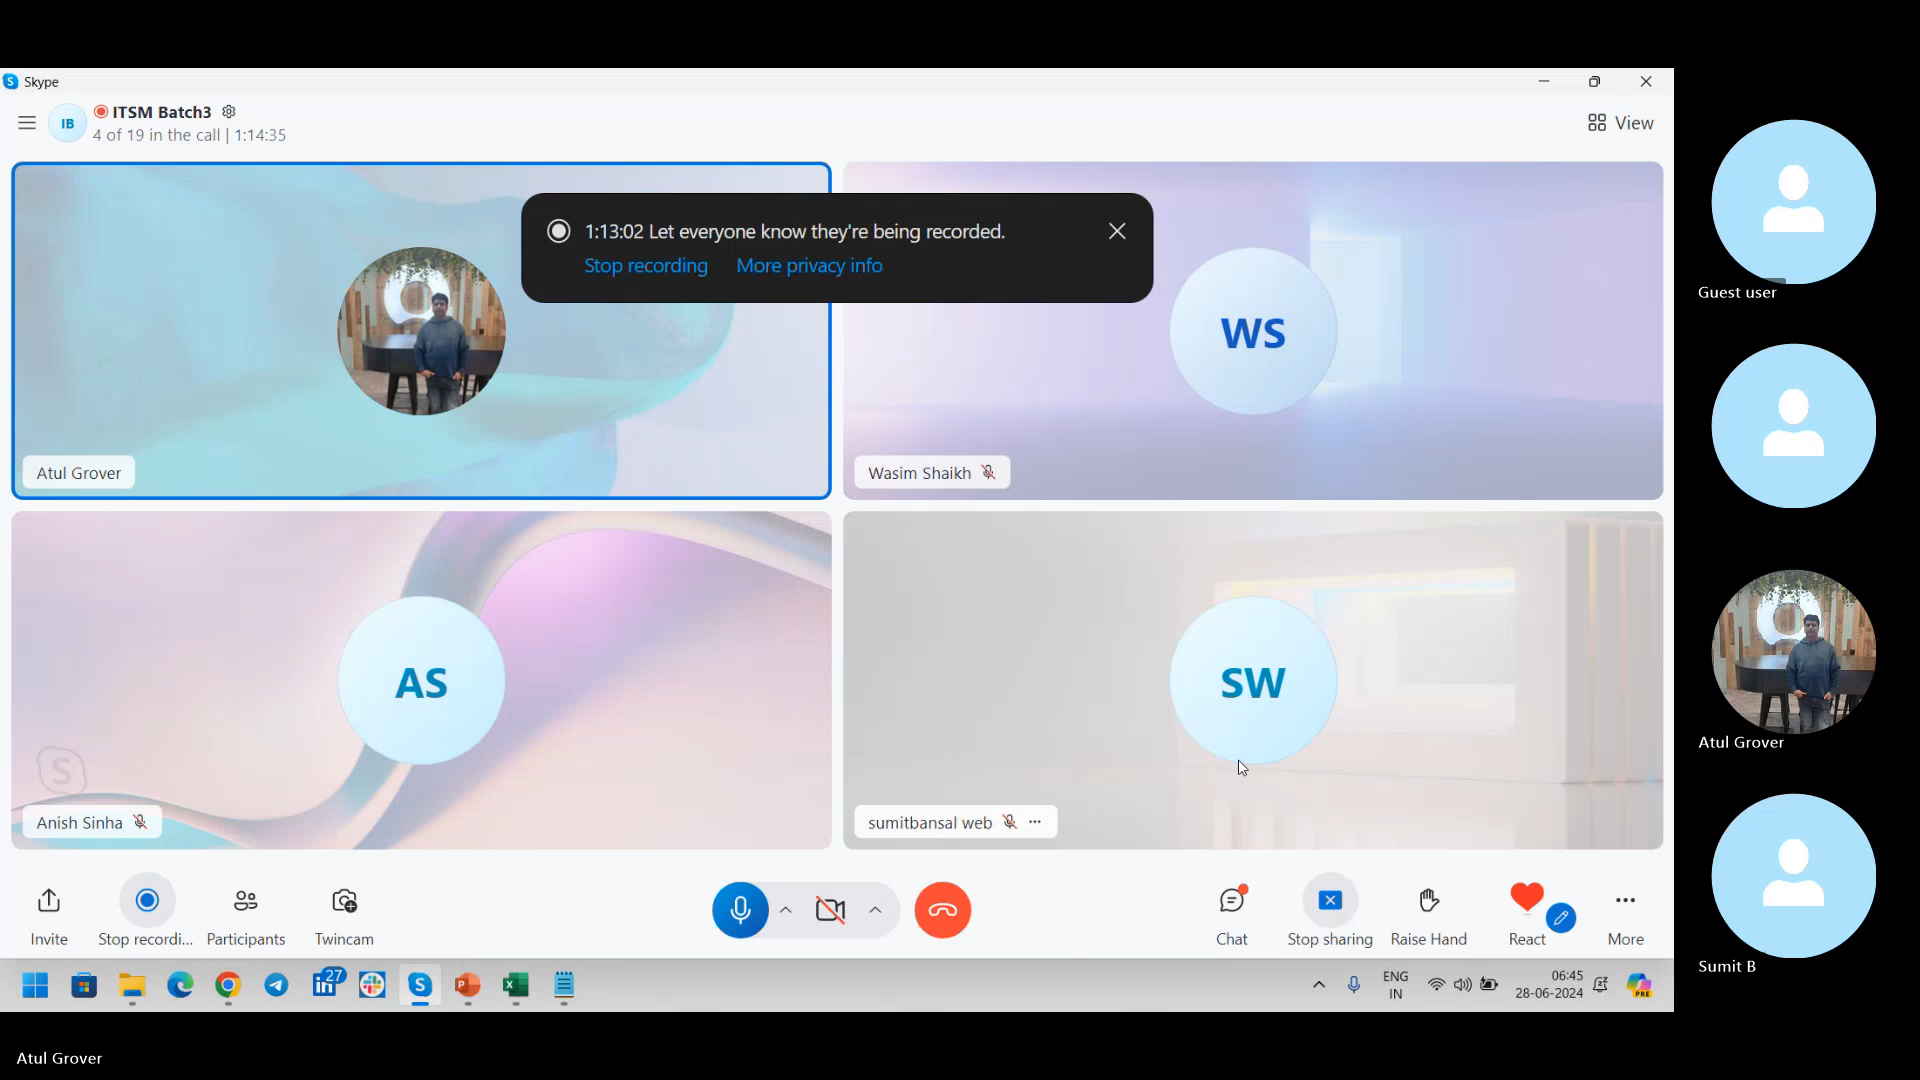 Skype
IB
ITSM Batch3
4 of 19 in the call | 1:14:35
View
1:13:02 Let everyone know they're being recorded.
Stop recording More privacy info
Atul Grover
WS
Wasim Shaikh
AS
Anish Sinha
SW
sumitbansal web
Invite
Stop recordi...
Participants
Twincam
Chat
Stop sharing
Raise Hand
React
More
27
ENG
IN
06:45
28-06-2024
PRE
Guest user
Atul Grover
Sumit B
Atul Grover